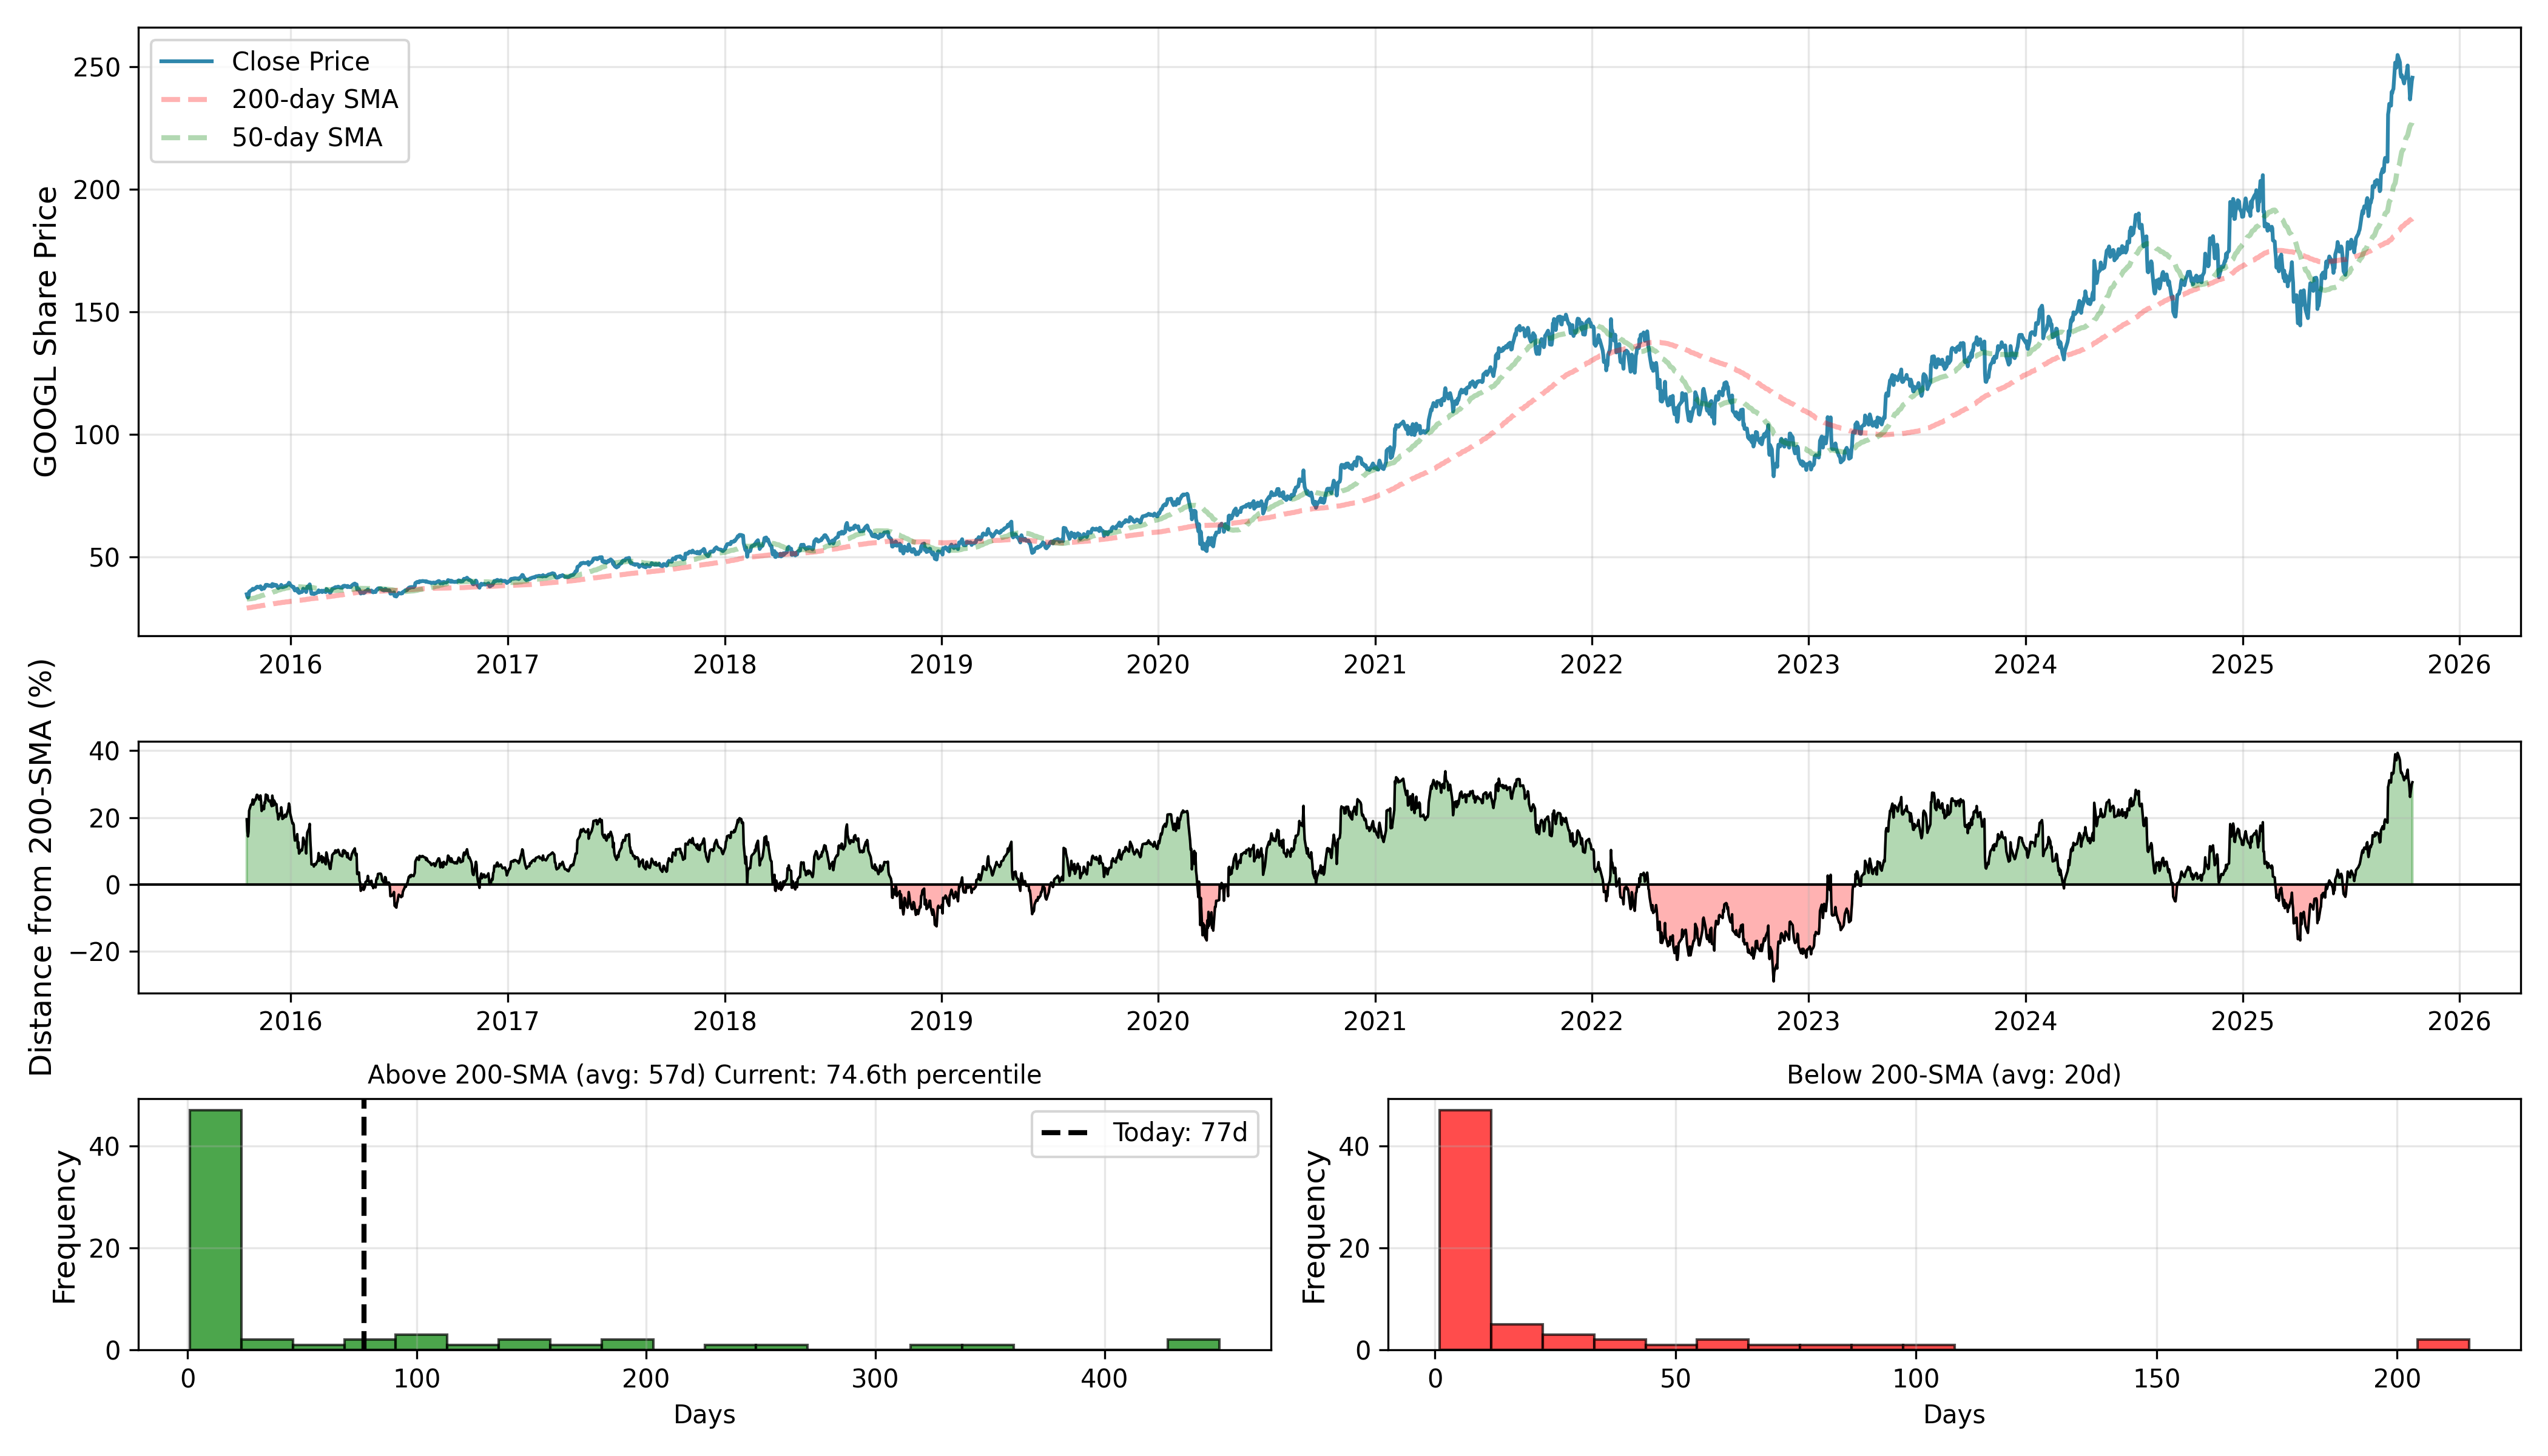 Close Price
200-day SMA
50-day SMA
GOOGL Share Price
250
200
150
100
50
2016 2017 2018 2019 2020 2021 2022 2023 2024 2025 2026
Distance from 200-SMA (%)
40
20
0
−20
2016 2017 2018 2019 2020 2021 2022 2023 2024 2025 2026
Above 200-SMA (avg: 57d) Current: 74.6th percentile
Today: 77d
Frequency
40
20
0
0 100 200 300 400
Days
Below 200-SMA (avg: 20d)
Frequency
40
20
0
0 50 100 150 200
Days